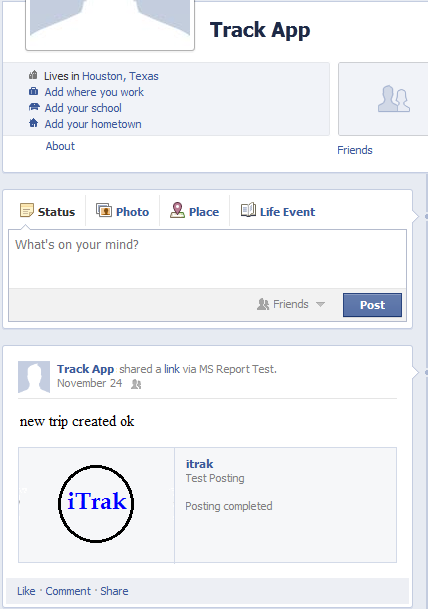 Track App
Lives in Houston, Texas
Add where you work
Add your school
Add your hometown
About
Friends
Status Photo Place Life Event
What's on your mind?
Friends Post
Track App shared a link via MS Report Test.
November 24
new trip created ok
iTrak
itrak
Test Posting
Posting completed
Like · Comment · Share